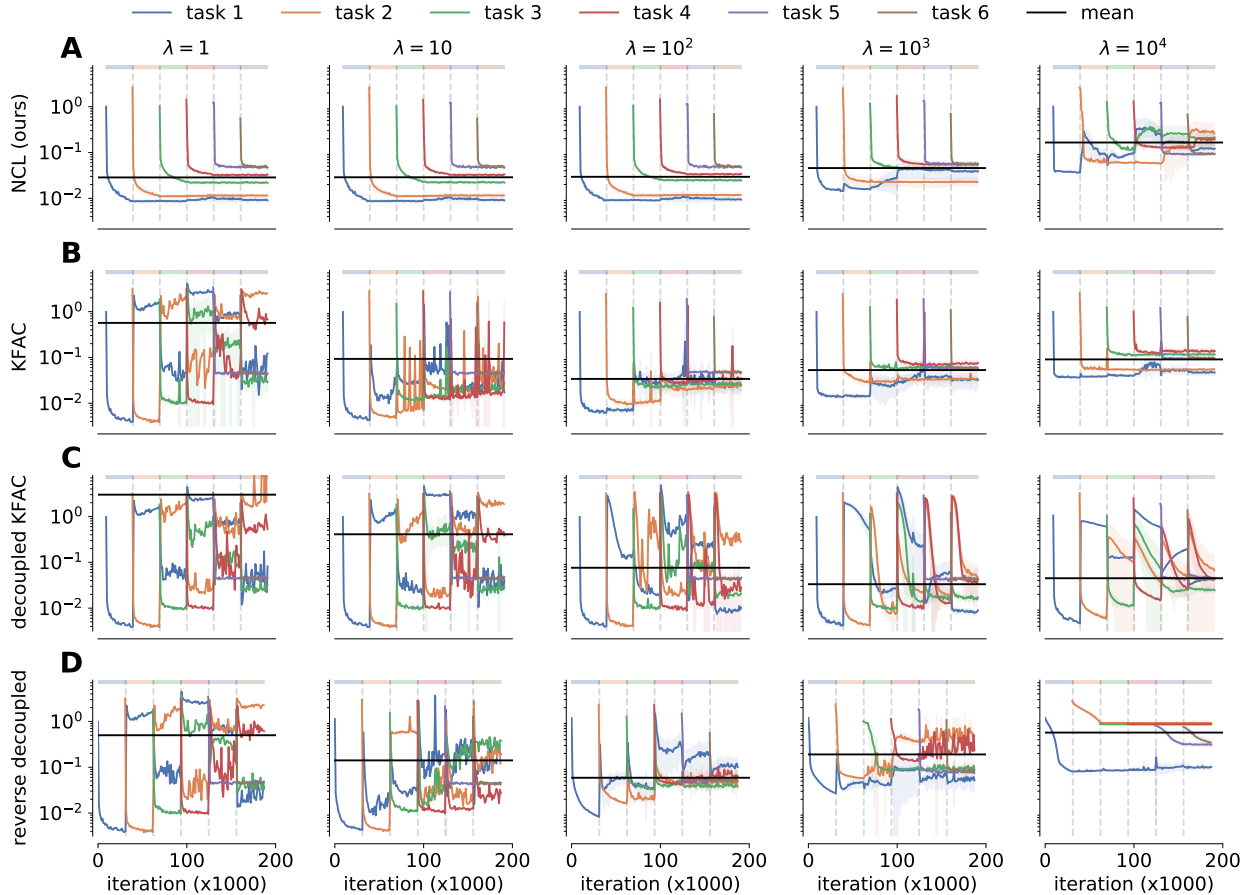 task 1 task 2 task 3 task 4 task 5 task 6 mean
A
λ = 1 λ = 10 λ = 10² λ = 10³ λ = 10⁴
NCL (ours)
10⁰
10⁻¹
10⁻²
B
KFAC
10⁰
10⁻¹
10⁻²
C
decoupled KFAC
10⁰
10⁻¹
10⁻²
D
reverse decoupled
10⁰
10⁻¹
10⁻²
0 100 200 0 100 200 0 100 200 0 100 200 0 100 200
iteration (x1000) iteration (x1000) iteration (x1000) iteration (x1000) iteration (x1000)